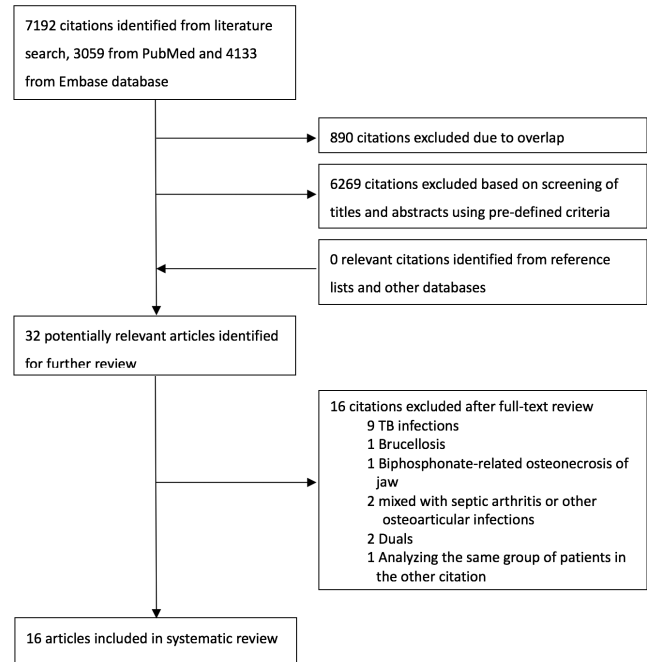 7192 citations identified from literature
search, 3059 from PubMed and 4133
from Embase database
890 citations excluded due to overlap
6269 citations excluded based on screening of
titles and abstracts using pre-defined criteria
0 relevant citations identified from reference
lists and other databases
32 potentially relevant articles identified
for further review
16 citations excluded after full-text review
9 TB infections
1 Brucellosis
1 Biphosphonate-related osteonecrosis of
jaw
2 mixed with septic arthritis or other
osteoarticular infections
2 Duals
1 Analyzing the same group of patients in
the other citation
16 articles included in systematic review